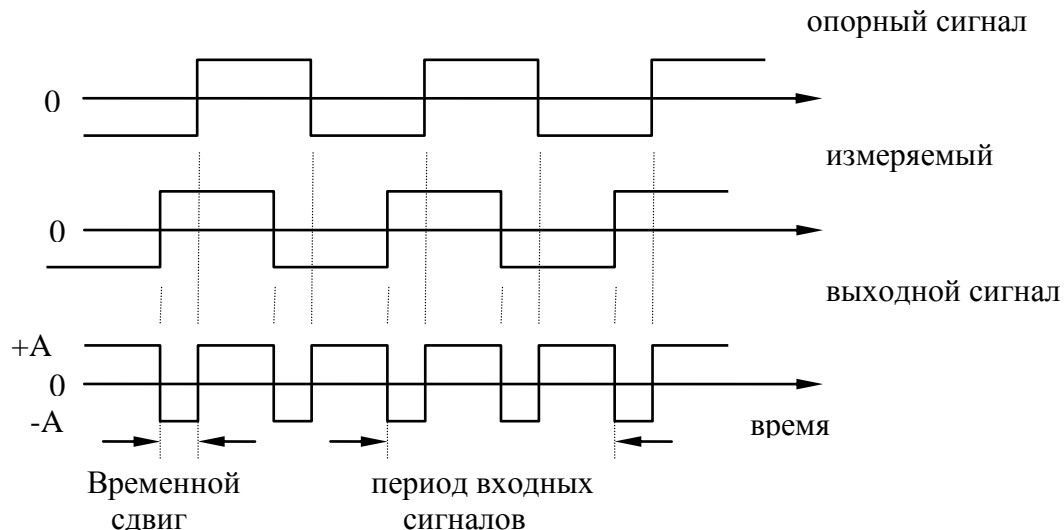 опорный сигнал
0
измеряемый
0
выходной сигнал
+А
0
-А
время
Временной
сдвиг
период входных
сигналов